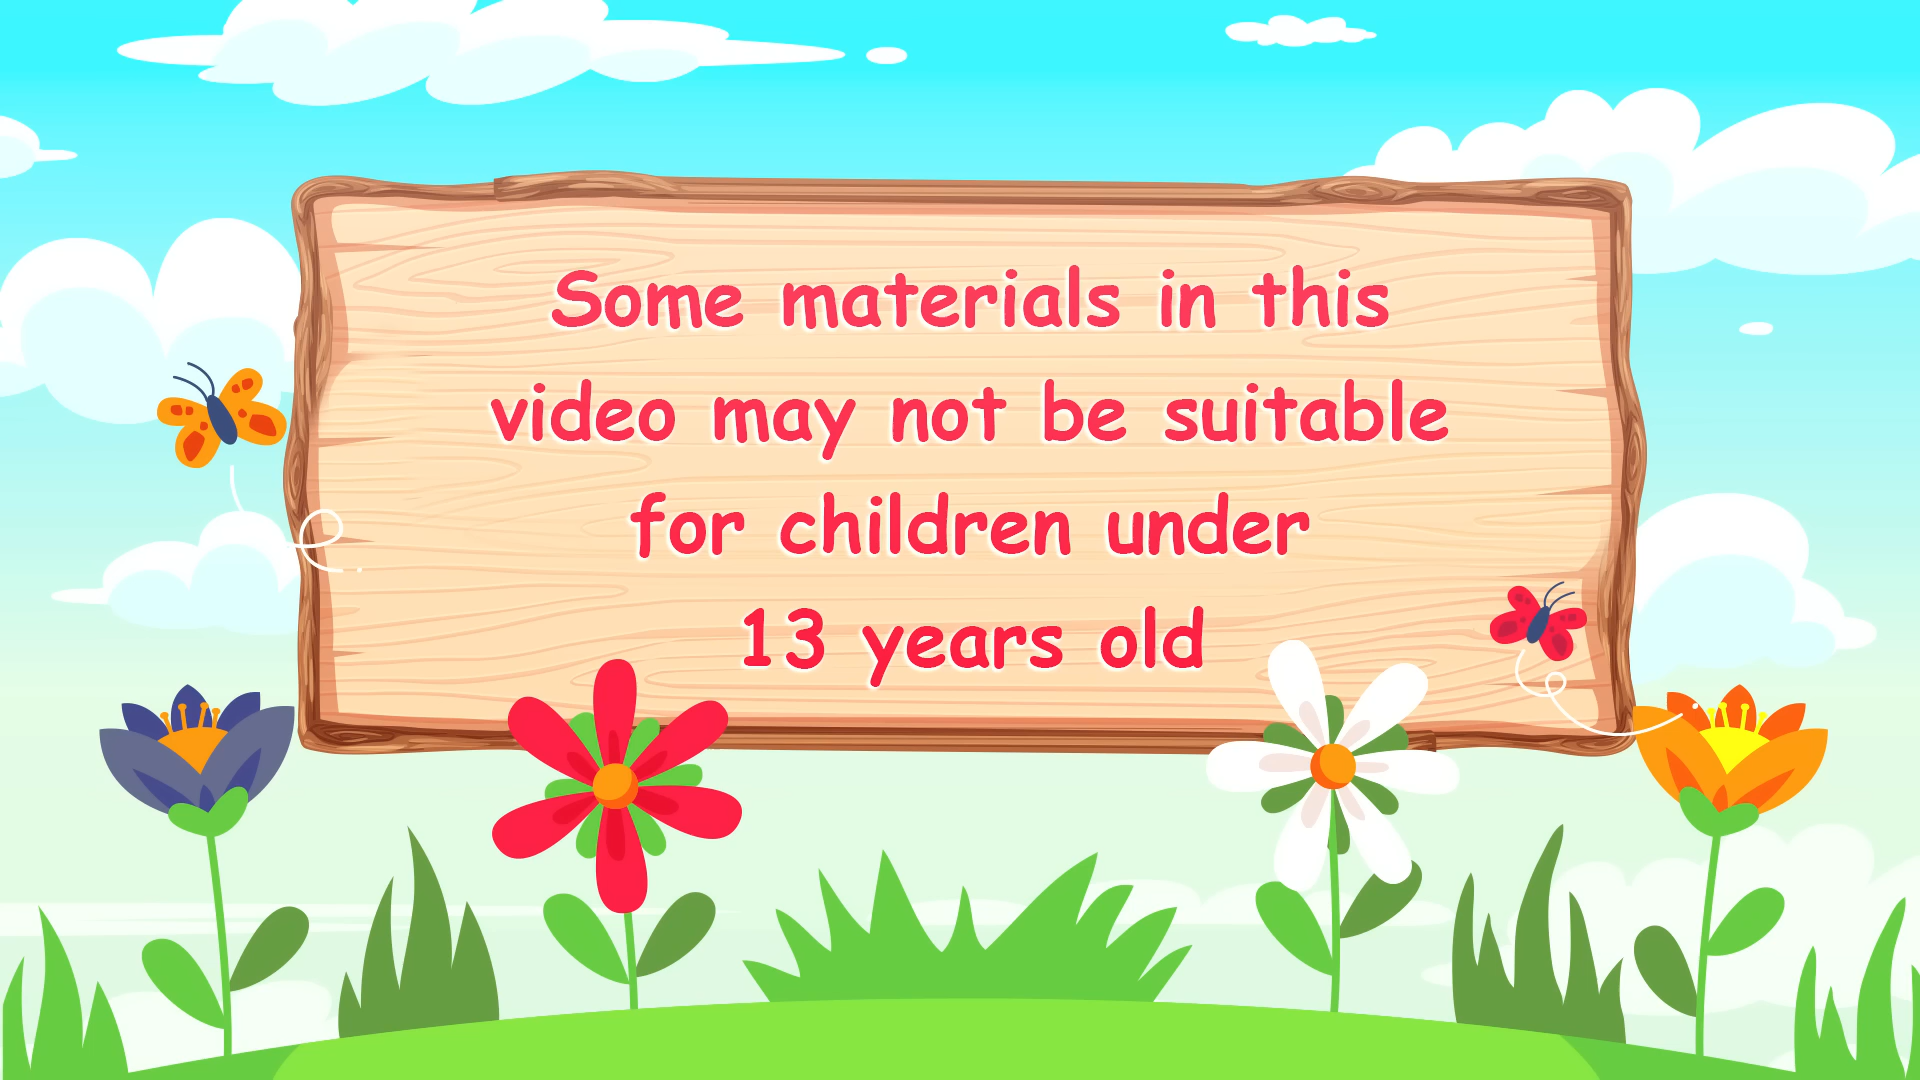 Some materials in this
video may not be suitable
for children under
13 years old